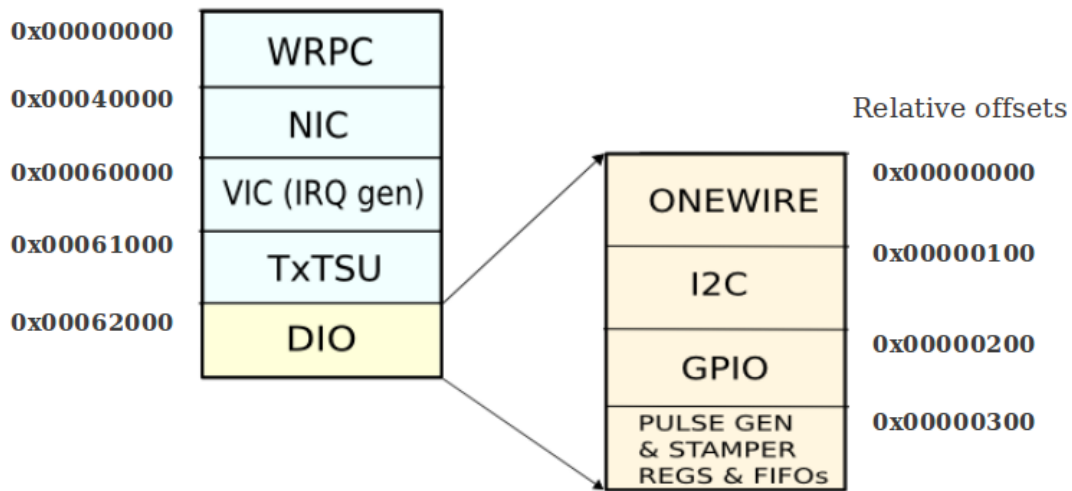 0x00000000
WRPC
0x00040000
NIC
0x00060000
VIC (IRQ gen)
0x00061000
TxTSU
0x00062000
DIO
Relative offsets
ONEWIRE
0x00000000
I2C
0x00000100
GPIO
0x00000200
PULSE GEN
& STAMPER
REGS & FIFOs
0x00000300